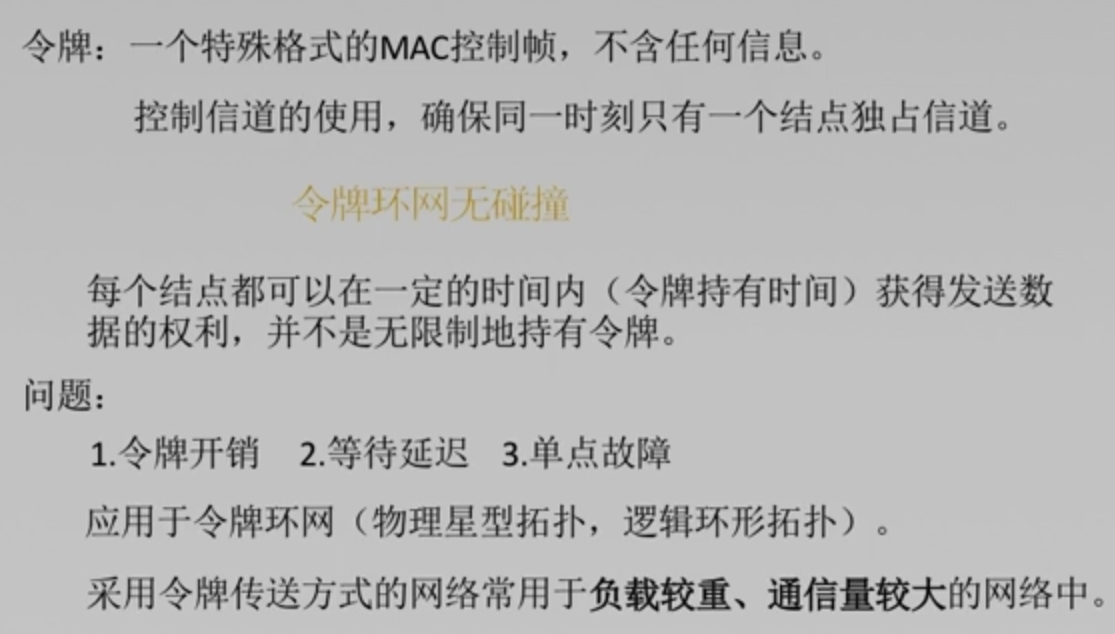 令牌：一个特殊格式的MAC控制帧，不含任何信息。
控制信道的使用，确保同一时刻只有一个结点独占信道。
令牌环网无碰撞
每个结点都可以在一定的时间内（令牌持有时间）获得发送数
据的权利，并不是无限制地持有令牌。
问题：
1.令牌开销 2.等待延迟 3.单点故障
应用于令牌环网（物理星型拓扑，逻辑环形拓扑）。
采用令牌传送方式的网络常用于负载较重、通信量较大的网络中。